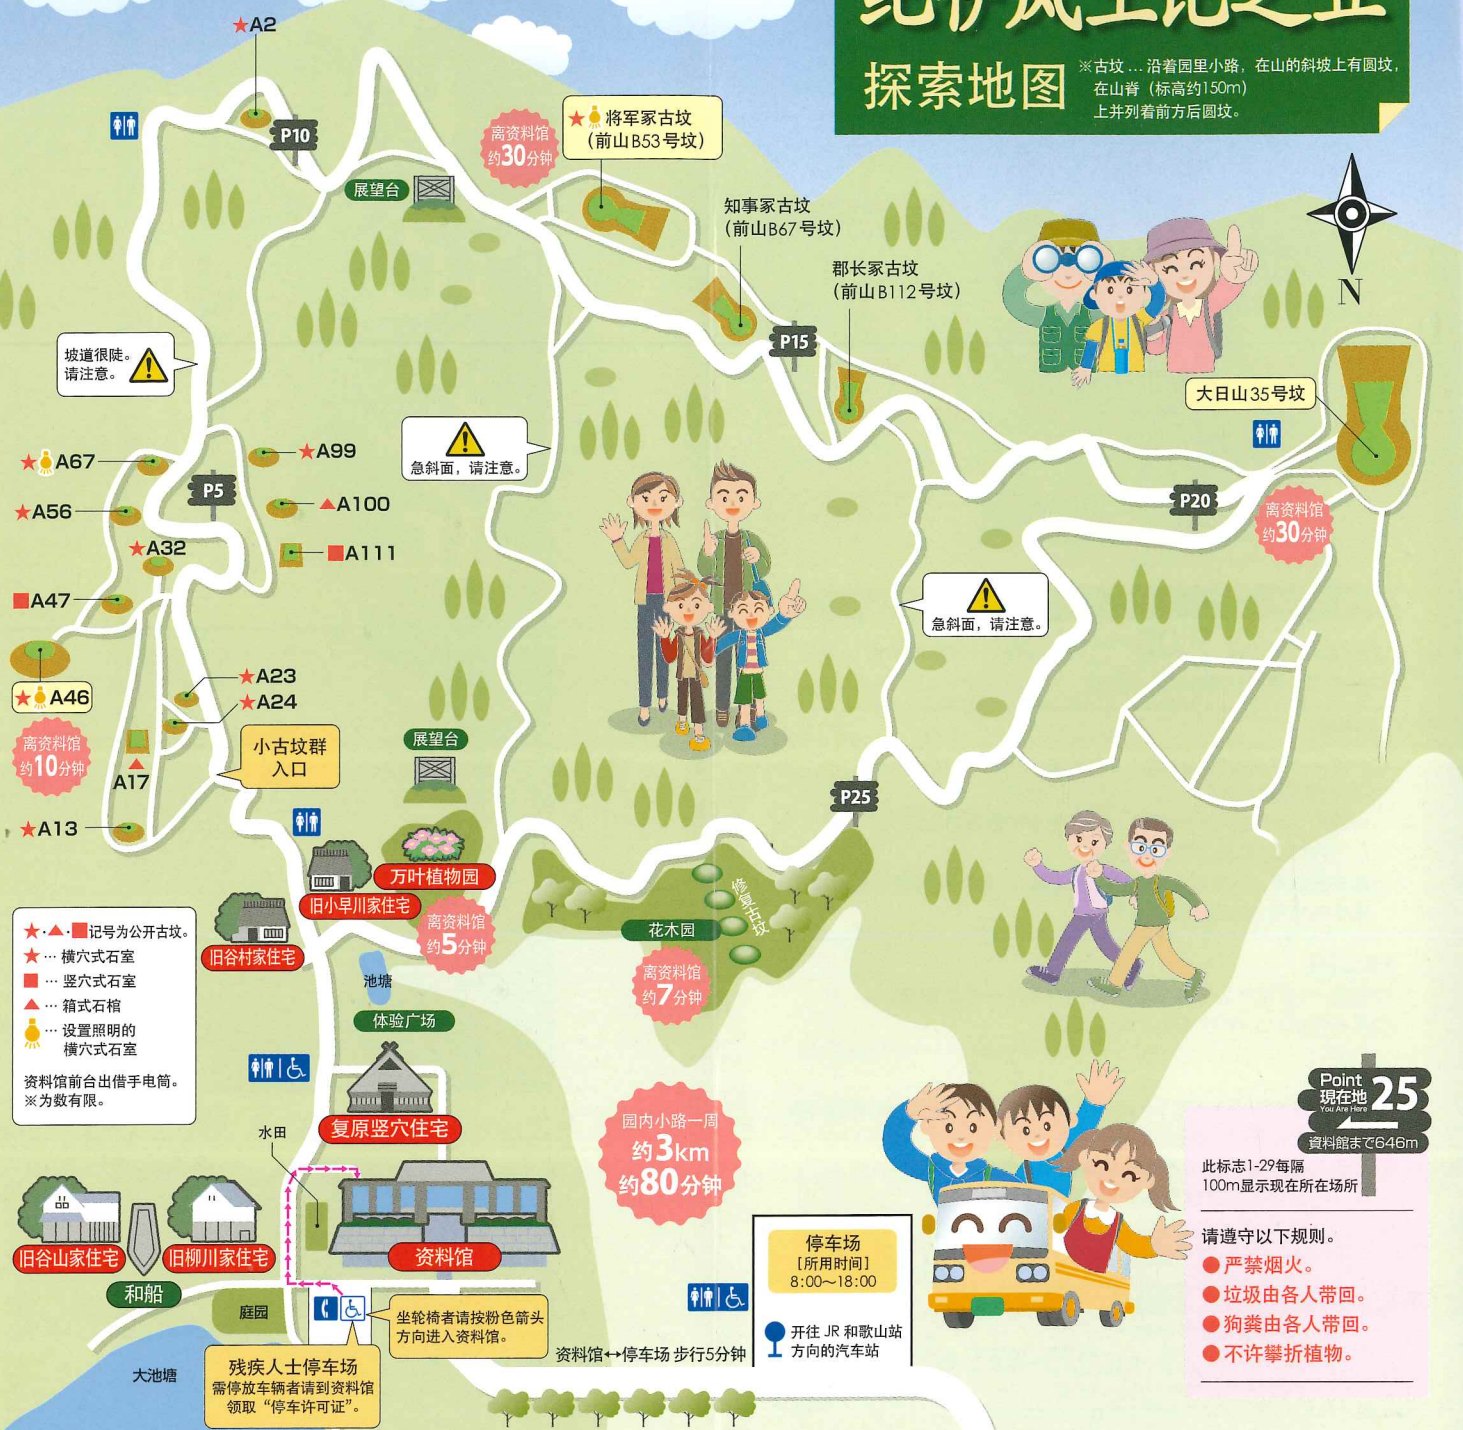 纪伊风土记之丘
探索地图
※古坟…沿着园里小路，在山的斜坡上有圆坟，
在山脊（标高约150m）
上并列着前方后圆坟。
★A2
P10
离资料馆
约30分钟
★将军冢古坟
(前山B53号坟)
展望台
知事冢古坟
(前山B67号坟)
郡长冢古坟
(前山B112号坟)
N
坡道很陡。
请注意。
P15
大日山35号坟
急斜面，请注意。
★A67
★A99
P5
★A56
▲A100
P20
离资料馆
约30分钟
★A32
■A111
■A47
急斜面，请注意。
★A46
★A23
★A24
离资料馆
约10分钟
A17
小古坟群
入口
展望台
P25
★A13
万叶植物园
旧小早川家住宅
离资料馆
约5分钟
旧谷村家住宅
修复古坟
花木园
离资料馆
约7分钟
★·▲·■记号为公开古坟。
★…横穴式石室
■…竖穴式石室
▲…箱式石棺
…设置照明的
横穴式石室
资料馆前台出借手电筒。
※为数有限。
池塘
体验广场
复原竖穴住宅
水田
园内小路一周
约3km
约80分钟
Point
現在地
You Are Here
25
資料館まで646m
此标志1-29每隔
100m显示现在所在场所
请遵守以下规则。
●严禁烟火。
●垃圾由各人带回。
●狗粪由各人带回。
●不许攀折植物。
旧谷山家住宅
旧柳川家住宅
资料馆
和船
庭园
大池塘
坐轮椅者请按粉色箭头
方向进入资料馆。
残疾人士停车场
需停放车辆者请到资料馆
领取“停车许可证”。
停车场
[所用时间]
8:00～18:00
开往 JR 和歌山站
方向的汽车站
资料馆↔停车场 步行5分钟